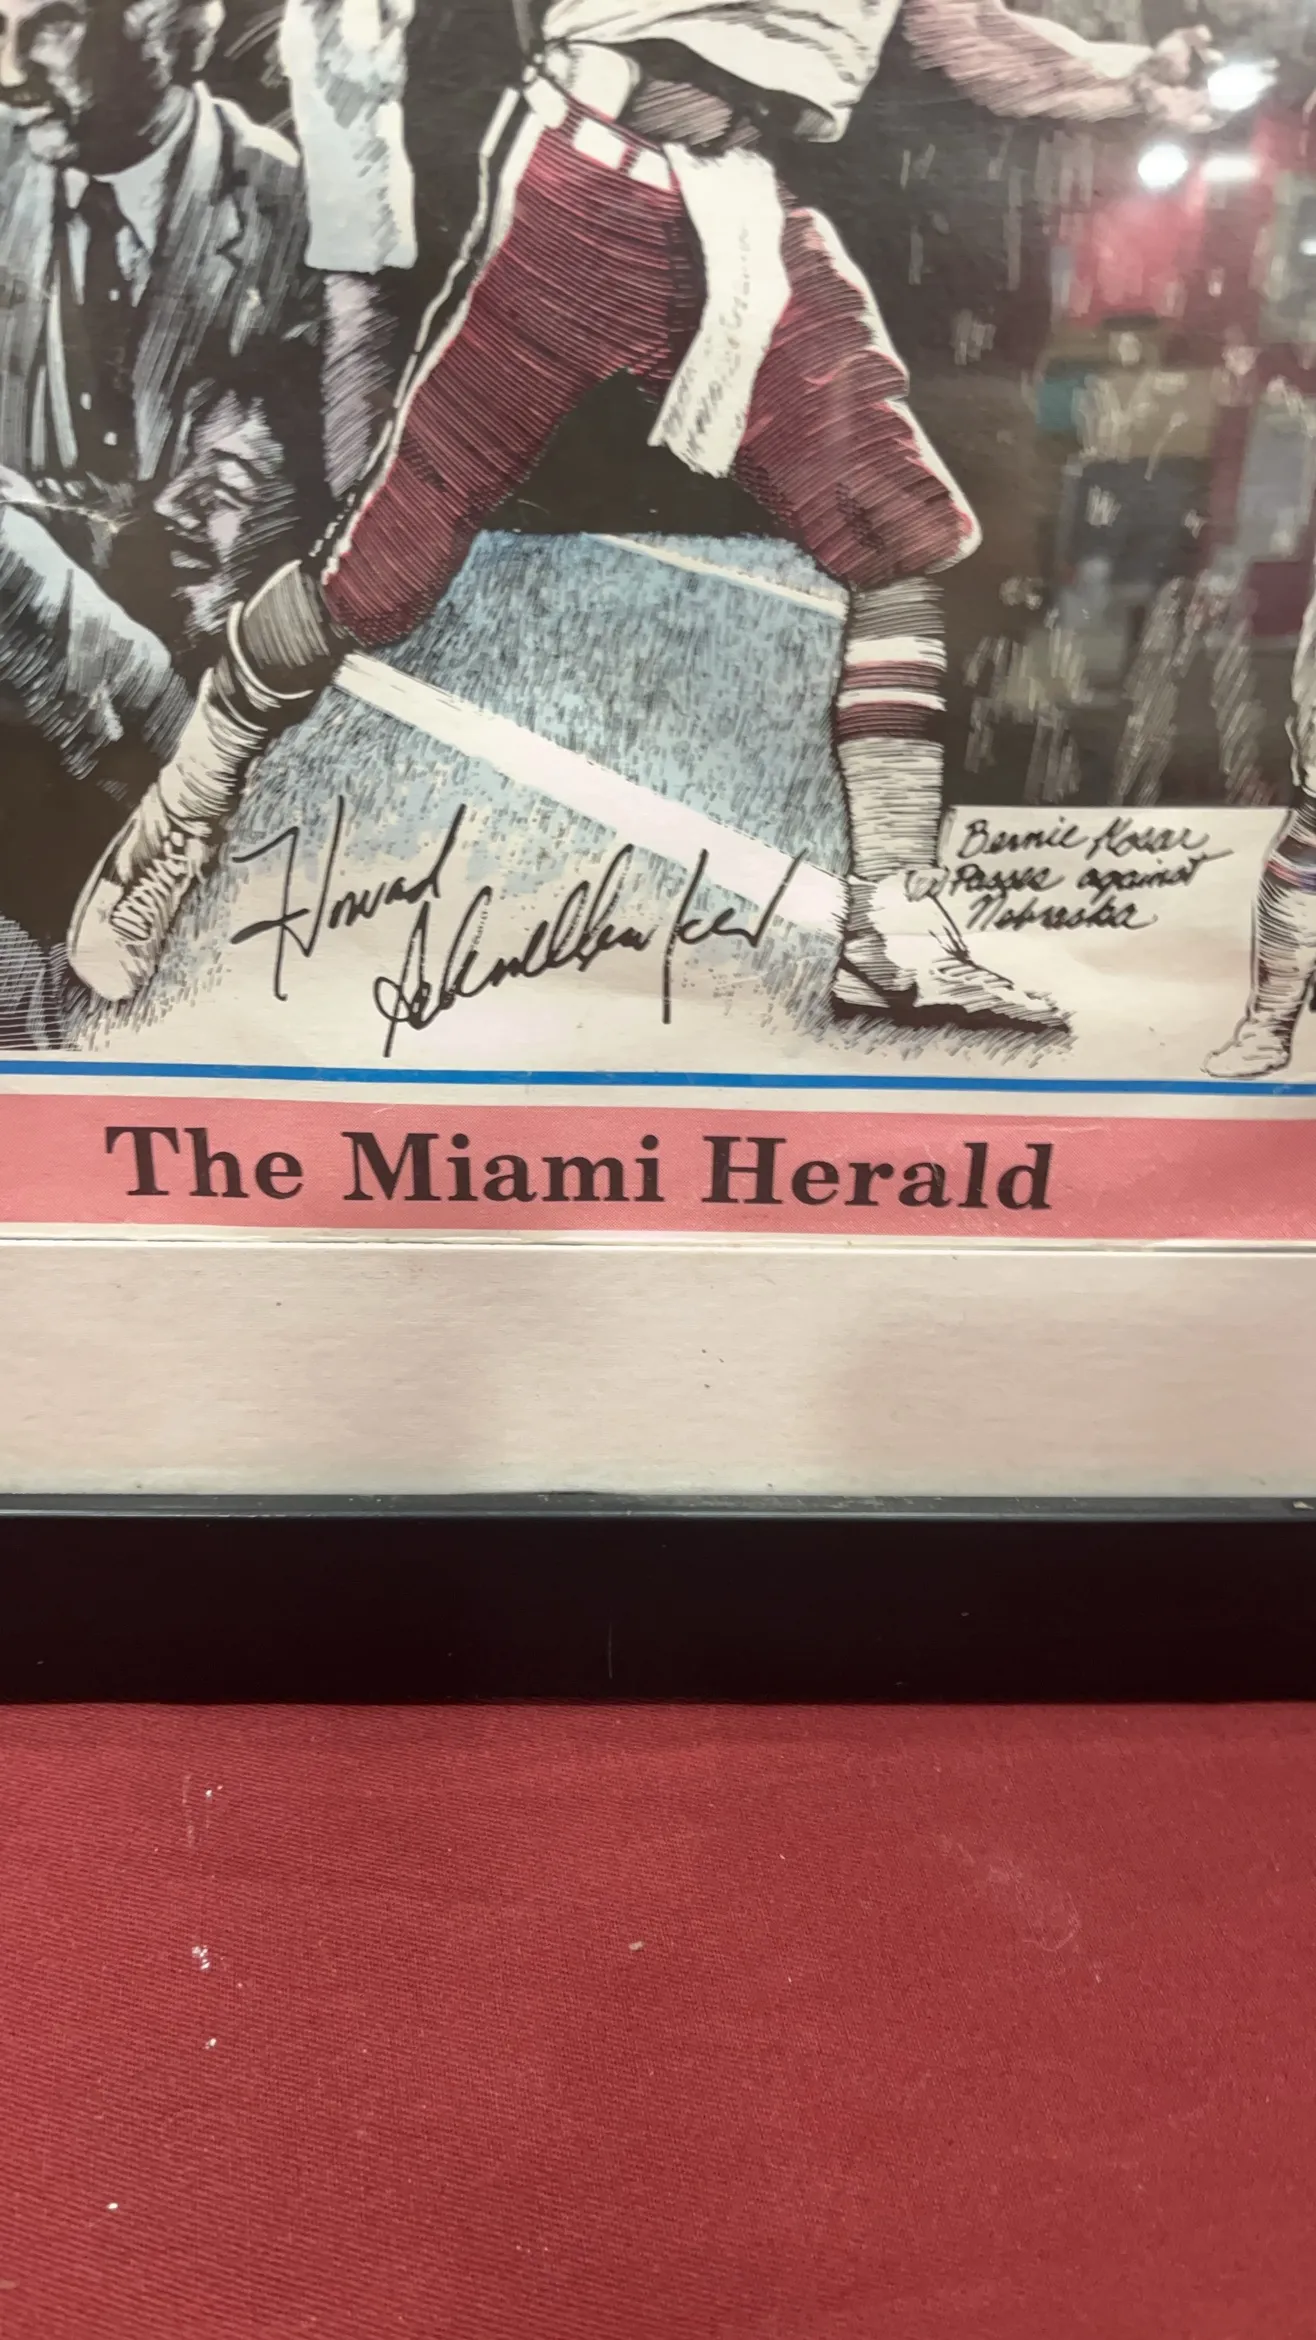 Howard
Schnellenberger
Bernie Kosar
Passes against
Nebraska
The Miami Herald